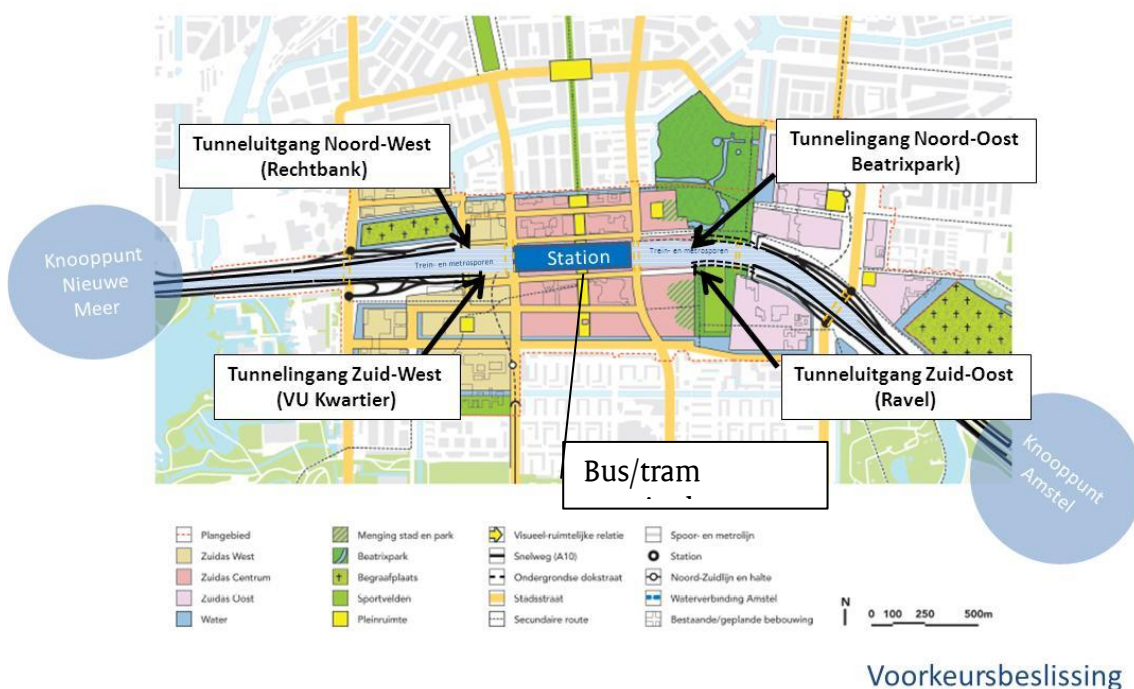 Tunneluitgang Noord-West
(Rechtbank)
Tunnelingang Noord-Oost
Beatrixpark)
Knooppunt
Nieuwe
Meer
Trein- en metrosporen
Station
Trein- en metrosporen
Tunnelingang Zuid-West
(VU Kwartier)
Tunneluitgang Zuid-Oost
(Ravel)
Bus/tram
Knooppunt
Amstel
Plangebied
Zuidas West
Zuidas Centrum
Zuidas Oost
Water
Menging stad en park
Beatrixpark
Begraafplaats
Sportvelden
Pleinruimte
Visueel-ruimtelijke relatie
Snelweg (A10)
Ondergrondse dokstraat
Stadsstraat
Secundaire route
Spoor- en metrolijn
Station
Noord-Zuidlijn en halte
Waterverbinding Amstel
Bestaande/geplande bebouwing
N
0 100 250 500m
Voorkeursbeslissing